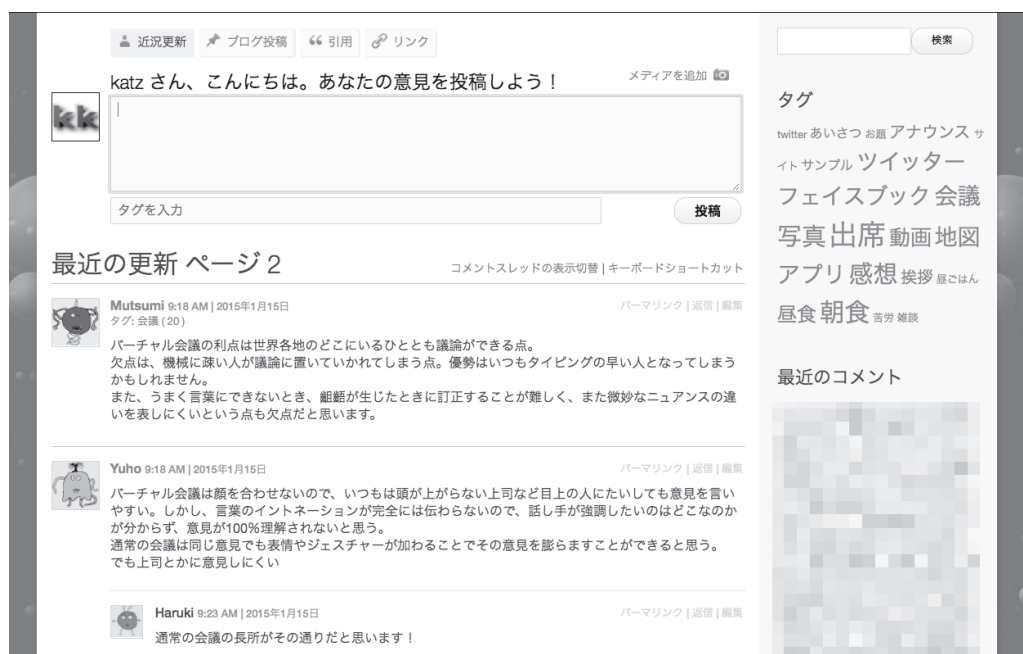 近況更新 ブログ投稿 引用 リンク
katz さん、こんにちは。あなたの意見を投稿しよう！
メディアを追加
kk
タグを入力
投稿
最近の更新 ページ 2
コメントスレッドの表示切替 | キーボードショートカット
Mutsumi 9:18 AM | 2015年1月15日
パーマリンク | 返信 | 編集
タグ: 会議 ( 20 )
バーチャル会議の利点は世界各地のどこにいるひととも議論ができる点。
欠点は、機械に疎い人が議論に置いていかれてしまう点。優勢はいつもタイピングの早い人となってしまう
かもしれません。
また、うまく言葉にできないとき、齟齬が生じたときに訂正することが難しく、また微妙なニュアンスの違
いを表しにくいという点も欠点だと思います。
Yuho 9:18 AM | 2015年1月15日
パーマリンク | 返信 | 編集
バーチャル会議は顔を合わせないので、いつもは頭が上がらない上司など目上の人にたいしても意見を言い
やすい。しかし、言葉のイントネーションが完全には伝わらないので、話し手が強調したいのはどこなのか
が分からず、意見が100%理解されないと思う。
通常の会議は同じ意見でも表情やジェスチャーが加わることでその意見を膨らますことができると思う。
でも上司とかに意見しにくい
Haruki 9:23 AM | 2015年1月15日
パーマリンク | 返信 | 編集
通常の会議の長所がその通りだと思います！
検索
タグ
twitter あいさつ お題 アナウンス サ
イト サンプル ツイッター
フェイスブック 会議
写真 出席 動画 地図
アプリ 感想 挨拶 昼ごはん
昼食 朝食 苦労 雑談
最近のコメント